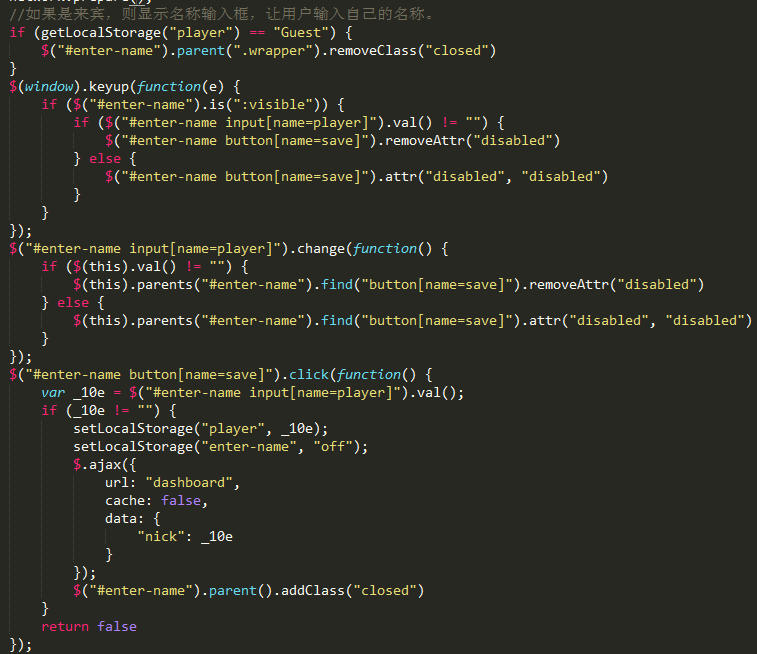 network.prepare();
//如果是来宾，则显示名称输入框，让用户输入自己的名称。
if (getLocalStorage("player") == "Guest") {
    $("#enter-name").parent(".wrapper").removeClass("closed")
}
$(window).keyup(function(e) {
    if ($("#enter-name").is(":visible")) {
        if ($("#enter-name input[name=player]").val() != "") {
            $("#enter-name button[name=save]").removeAttr("disabled")
        } else {
            $("#enter-name button[name=save]").attr("disabled", "disabled")
        }
    }
});
$("#enter-name input[name=player]").change(function() {
    if ($(this).val() != "") {
        $(this).parents("#enter-name").find("button[name=save]").removeAttr("disabled")
    } else {
        $(this).parents("#enter-name").find("button[name=save]").attr("disabled", "disabled")
    }
});
$("#enter-name button[name=save]").click(function() {
    var _10e = $("#enter-name input[name=player]").val();
    if (_10e != "") {
        setLocalStorage("player", _10e);
        setLocalStorage("enter-name", "off");
        $.ajax({
            url: "dashboard",
            cache: false,
            data: {
                "nick": _10e
            }
        });
        $("#enter-name").parent().addClass("closed")
    }
    return false
});